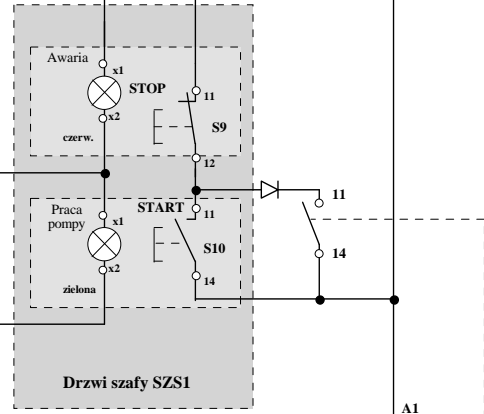 Awaria
x1
STOP
11
x2
czerw.
S9
12
Praca
pompy
x1
START
11
11
S10
14
x2
14
zielona
Drzwi szafy SZS1
A1